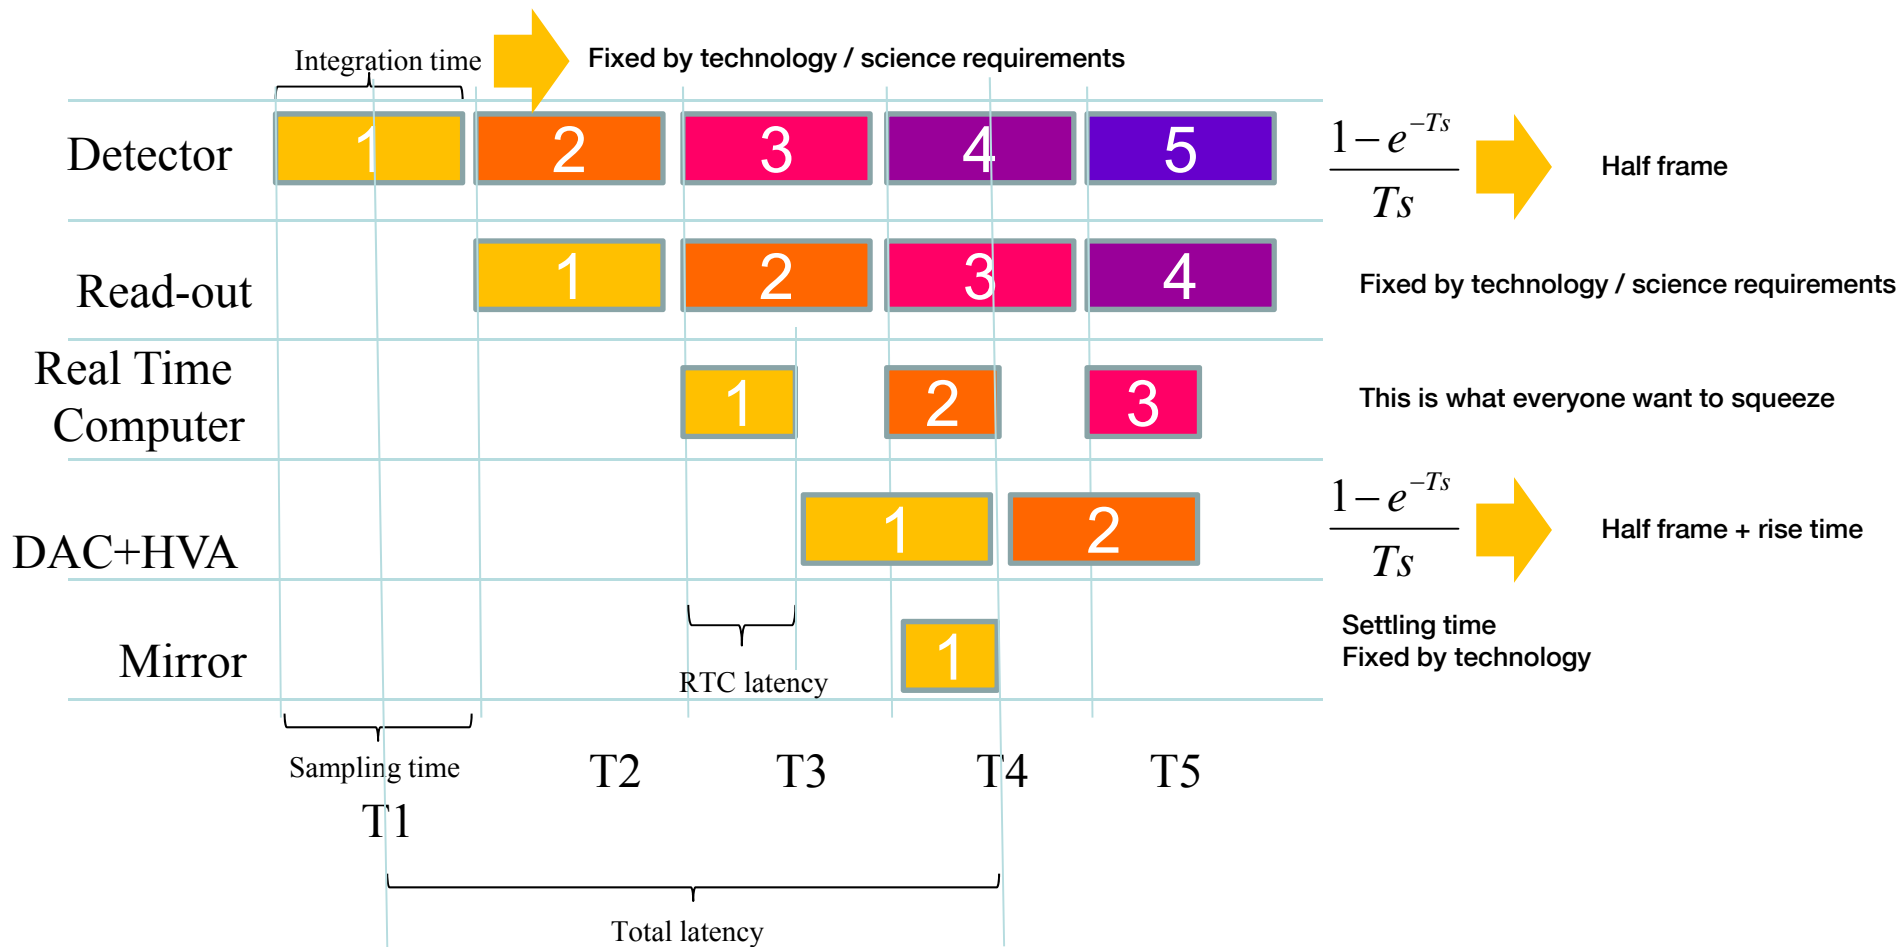 Integration time
Fixed by technology / science requirements
Detector
1
2
3
4
5
1 − e^{−Ts}
Ts
Half frame
Read-out
1
2
3
4
Fixed by technology / science requirements
Real Time
Computer
1
2
3
This is what everyone want to squeeze
DAC+HVA
1
2
1 − e^{−Ts}
Ts
Half frame + rise time
Mirror
1
Settling time
Fixed by technology
RTC latency
Sampling time
T1
T2
T3
T4
T5
Total latency